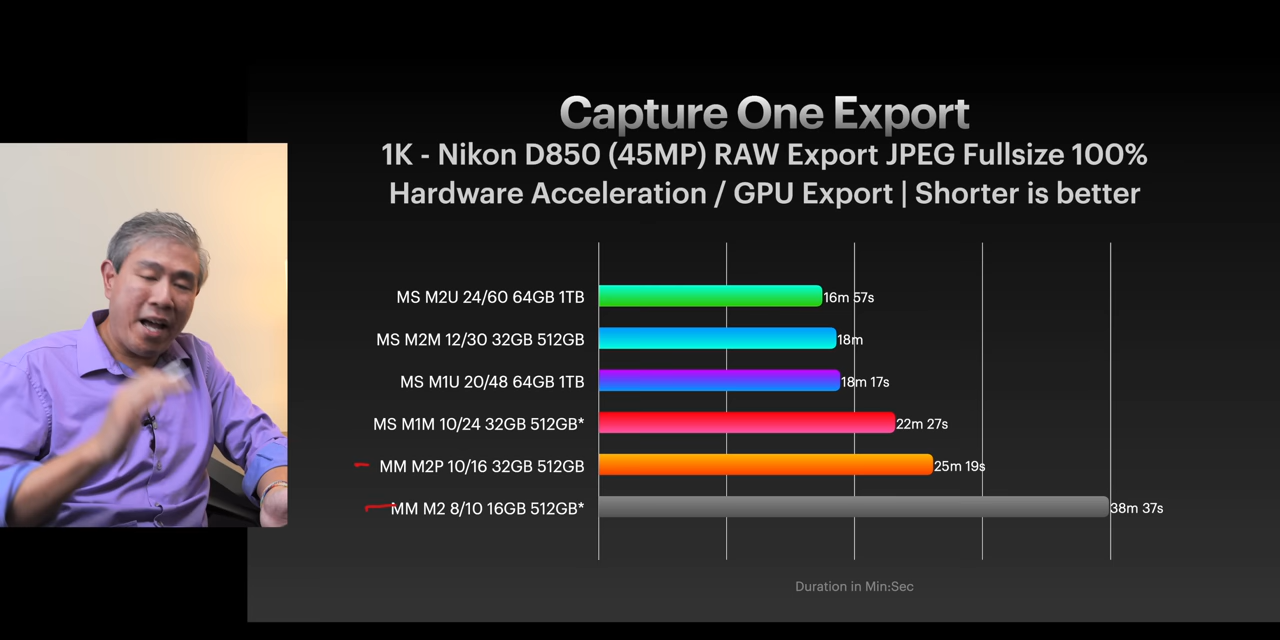 Capture One Export
1K - Nikon D850 (45MP) RAW Export JPEG Fullsize 100%
Hardware Acceleration / GPU Export | Shorter is better
MS M2U 24/60 64GB 1TB 16m 57s
MS M2M 12/30 32GB 512GB 18m
MS M1U 20/48 64GB 1TB 18m 17s
MS M1M 10/24 32GB 512GB* 22m 27s
MM M2P 10/16 32GB 512GB 25m 19s
MM M2 8/10 16GB 512GB* 38m 37s
Duration in Min:Sec